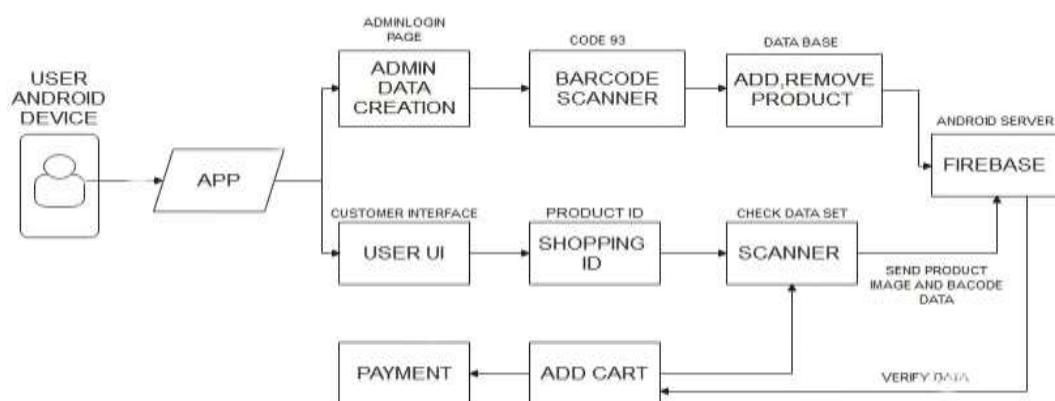 ADMINLOGIN
PAGE
CODE 93
DATA BASE
USER
ANDROID
DEVICE
ADMIN
DATA
CREATION
BARCODE
SCANNER
ADD,REMOVE
PRODUCT
ANDROID SERVER
FIREBASE
APP
CUSTOMER INTERFACE
PRODUCT ID
CHECK DATA SET
USER UI
SHOPPING
ID
SCANNER
SEND PRODUCT
IMAGE AND BACODE
DATA
PAYMENT
ADD CART
VERIFY DATA